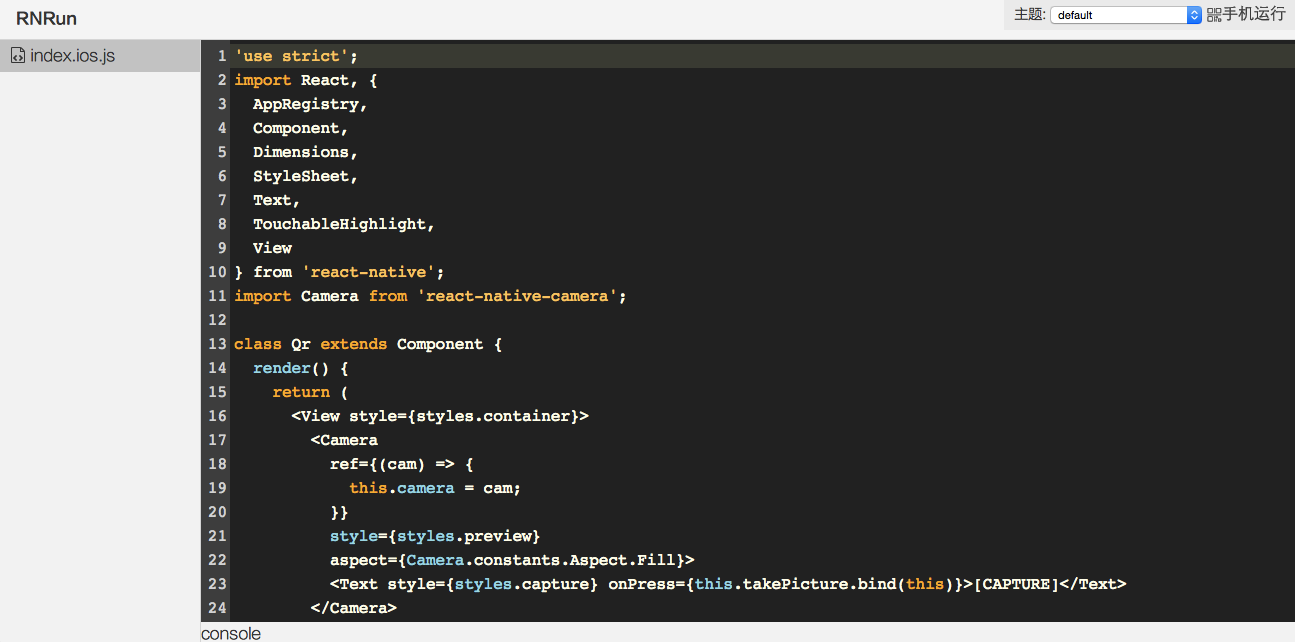 RNRun
主题: default 手机运行
index.ios.js
1 'use strict';
2 import React, {
3   AppRegistry,
4   Component,
5   Dimensions,
6   StyleSheet,
7   Text,
8   TouchableHighlight,
9   View
10 } from 'react-native';
11 import Camera from 'react-native-camera';
12
13 class Qr extends Component {
14   render() {
15     return (
16       <View style={styles.container}>
17         <Camera
18           ref={(cam) => {
19             this.camera = cam;
20           }}
21           style={styles.preview}
22           aspect={Camera.constants.Aspect.Fill}>
23           <Text style={styles.capture} onPress={this.takePicture.bind(this)}>[CAPTURE]</Text>
24         </Camera>
console